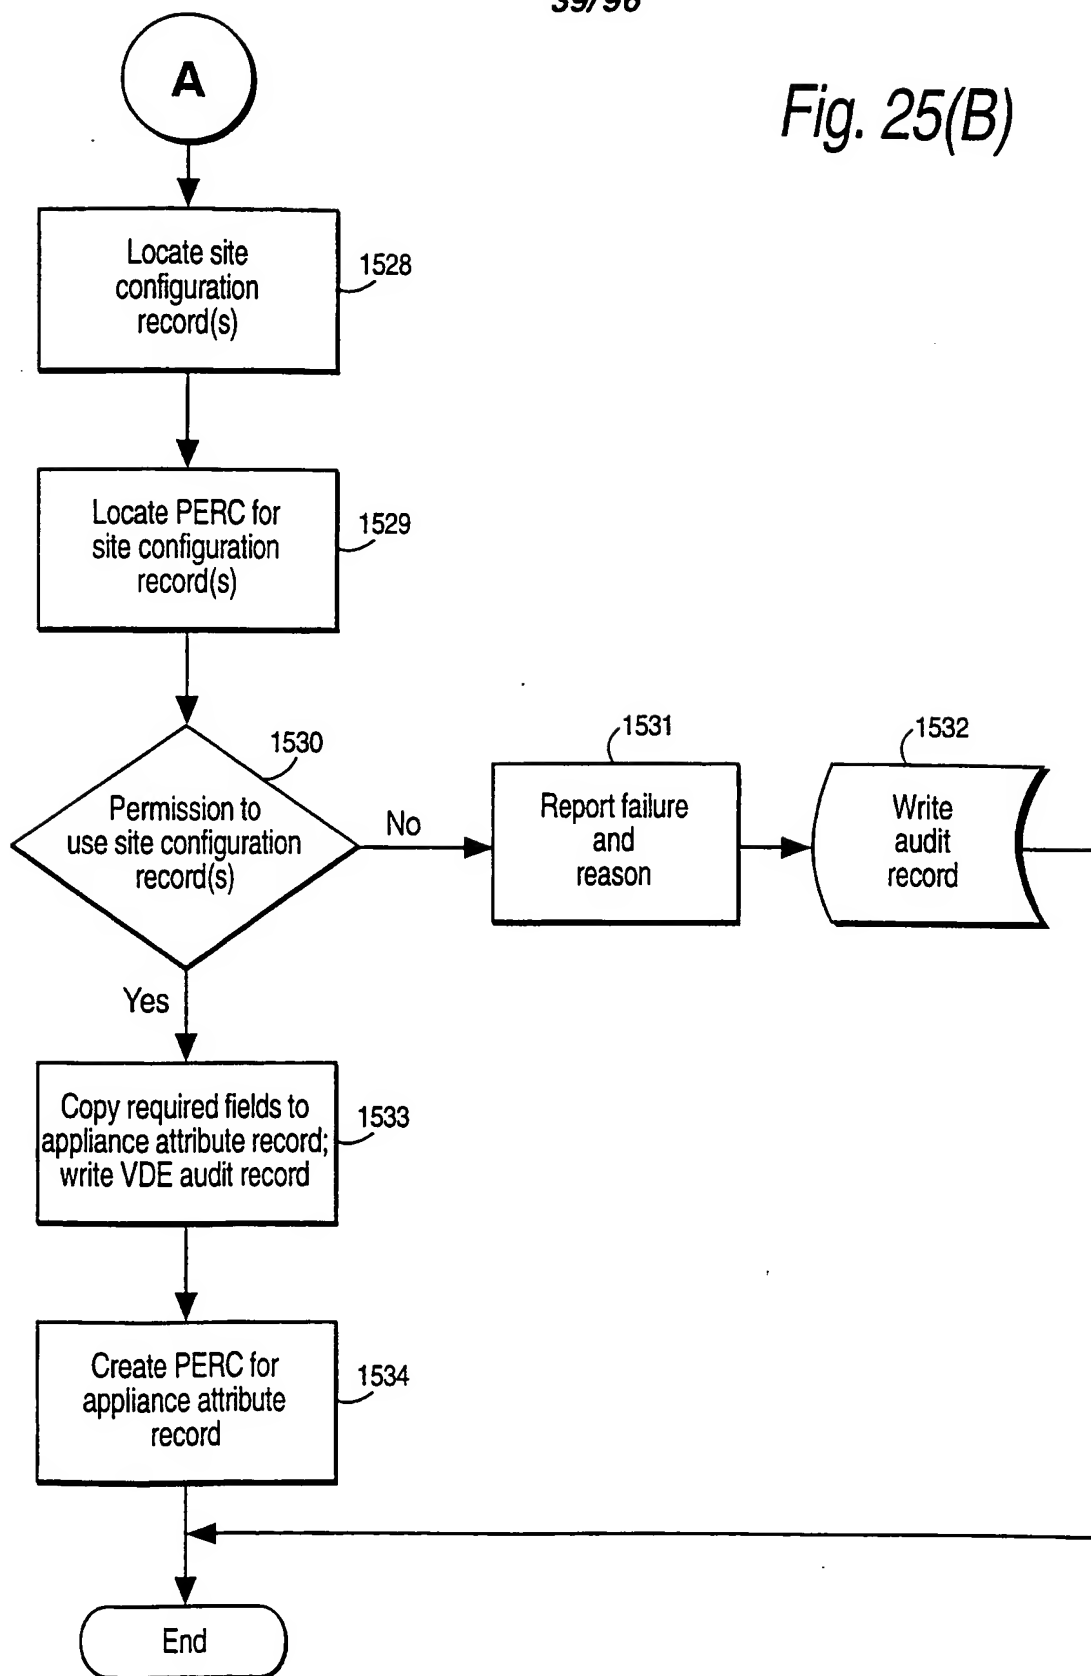 39/96
Fig. 25(B)
A
Locate site
configuration
record(s)
1528
Locate PERC for
site configuration
record(s)
1529
1530
Permission to
use site configuration
record(s)
No
1531
Report failure
and
reason
1532
Write
audit
record
Yes
Copy required fields to
appliance attribute record;
write VDE audit record
1533
Create PERC for
appliance attribute
record
1534
End